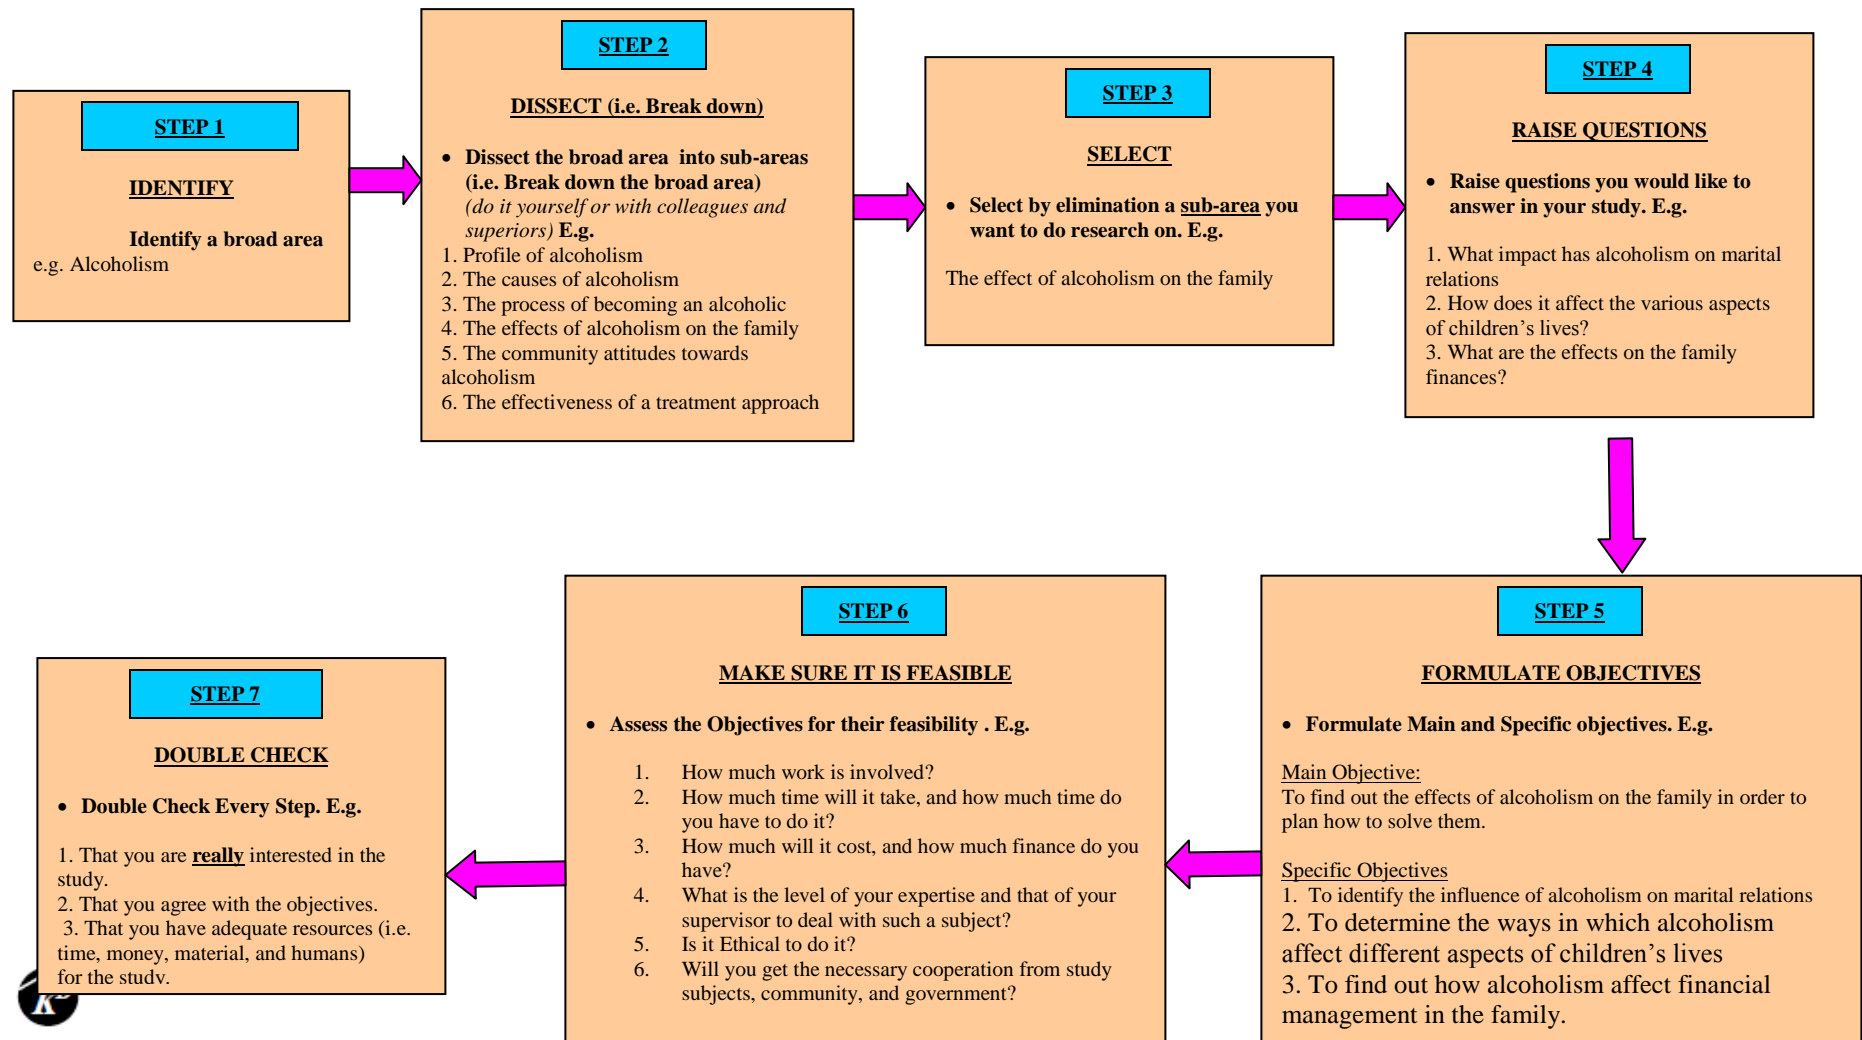 STEP 1
IDENTIFY
Identify a broad area
e.g. Alcoholism
STEP 2
DISSECT (i.e. Break down)
• Dissect the broad area into sub-areas
(i.e. Break down the broad area)
(do it yourself or with colleagues and
superiors) E.g.
1. Profile of alcoholism
2. The causes of alcoholism
3. The process of becoming an alcoholic
4. The effects of alcoholism on the family
5. The community attitudes towards
alcoholism
6. The effectiveness of a treatment approach
STEP 3
SELECT
• Select by elimination a sub-area you
want to do research on. E.g.
The effect of alcoholism on the family
STEP 4
RAISE QUESTIONS
• Raise questions you would like to
answer in your study. E.g.
1. What impact has alcoholism on marital
relations
2. How does it affect the various aspects
of children's lives?
3. What are the effects on the family
finances?
STEP 5
FORMULATE OBJECTIVES
• Formulate Main and Specific objectives. E.g.
Main Objective:
To find out the effects of alcoholism on the family in order to
plan how to solve them.
Specific Objectives
1. To identify the influence of alcoholism on marital relations
2. To determine the ways in which alcoholism
affect different aspects of children's lives
3. To find out how alcoholism affect financial
management in the family.
STEP 6
MAKE SURE IT IS FEASIBLE
• Assess the Objectives for their feasibility . E.g.
1. How much work is involved?
2. How much time will it take, and how much time do
you have to do it?
3. How much will it cost, and how much finance do you
have?
4. What is the level of your expertise and that of your
supervisor to deal with such a subject?
5. Is it Ethical to do it?
6. Will you get the necessary cooperation from study
subjects, community, and government?
STEP 7
DOUBLE CHECK
• Double Check Every Step. E.g.
1. That you are really interested in the
study.
2. That you agree with the objectives.
3. That you have adequate resources (i.e.
time, money, material, and humans)
for the study.